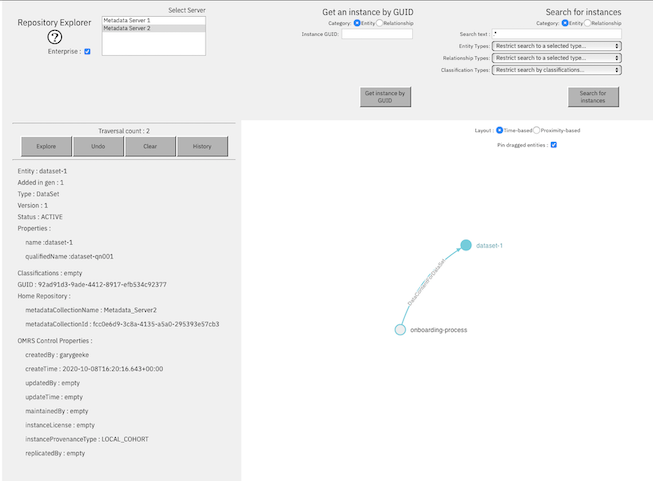 Repository Explorer
?
Enterprise :
Select Server
Metadata Server 1
Metadata Server 2
Get an instance by GUID
Category: Entity Relationship
Instance GUID:
Get instance by
GUID
Search for instances
Category: Entity Relationship
Search text : *
Entity Types: Restrict search to a selected type...
Relationship Types: Restrict search to a selected type...
Classification Types: Restrict search by classifications...
Search for
instances
Traversal count : 2
Explore
Undo
Clear
History
Entity : dataset-1
Added in gen : 1
Type : DataSet
Version : 1
Status : ACTIVE
Properties :
name :dataset-1
qualifiedName :dataset-qn001
Classifications : empty
GUID : 92ad91d3-9ade-4412-8917-efb534c92377
Home Repository :
metadataCollectionName : Metadata_Server2
metadataCollectionId : fcc0e6d9-3c8a-4135-a5a0-295393e57cb3
OMRS Control Properties :
createdBy : garygeeke
createTime : 2020-10-08T16:20:16.643+00:00
updatedBy : empty
updateTime : empty
maintainedBy : empty
instanceLicense : empty
instanceProvenanceType : LOCAL_COHORT
replicatedBy : empty
Layout : Time-based Proximity-based
Pin dragged entities :
dataset-1
onboarding-process